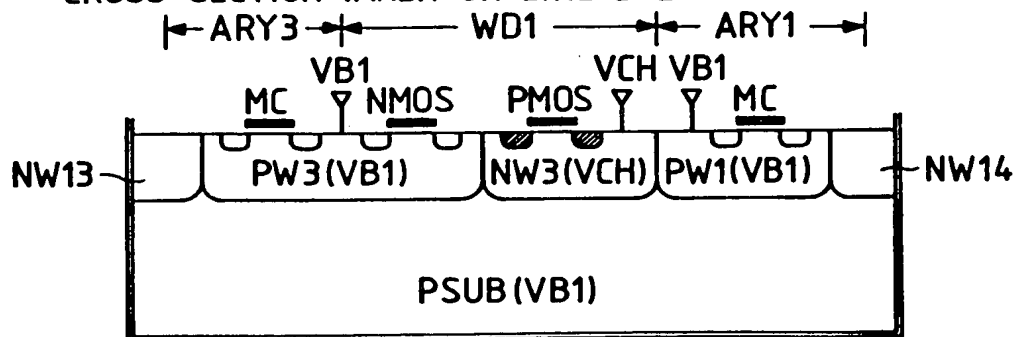 ARY3 WD1 ARY1
VB1 VCH VB1
MC NMOS PMOS MC
NW13 PW3(VB1) NW3(VCH) PW1(VB1) NW14
PSUB(VB1)